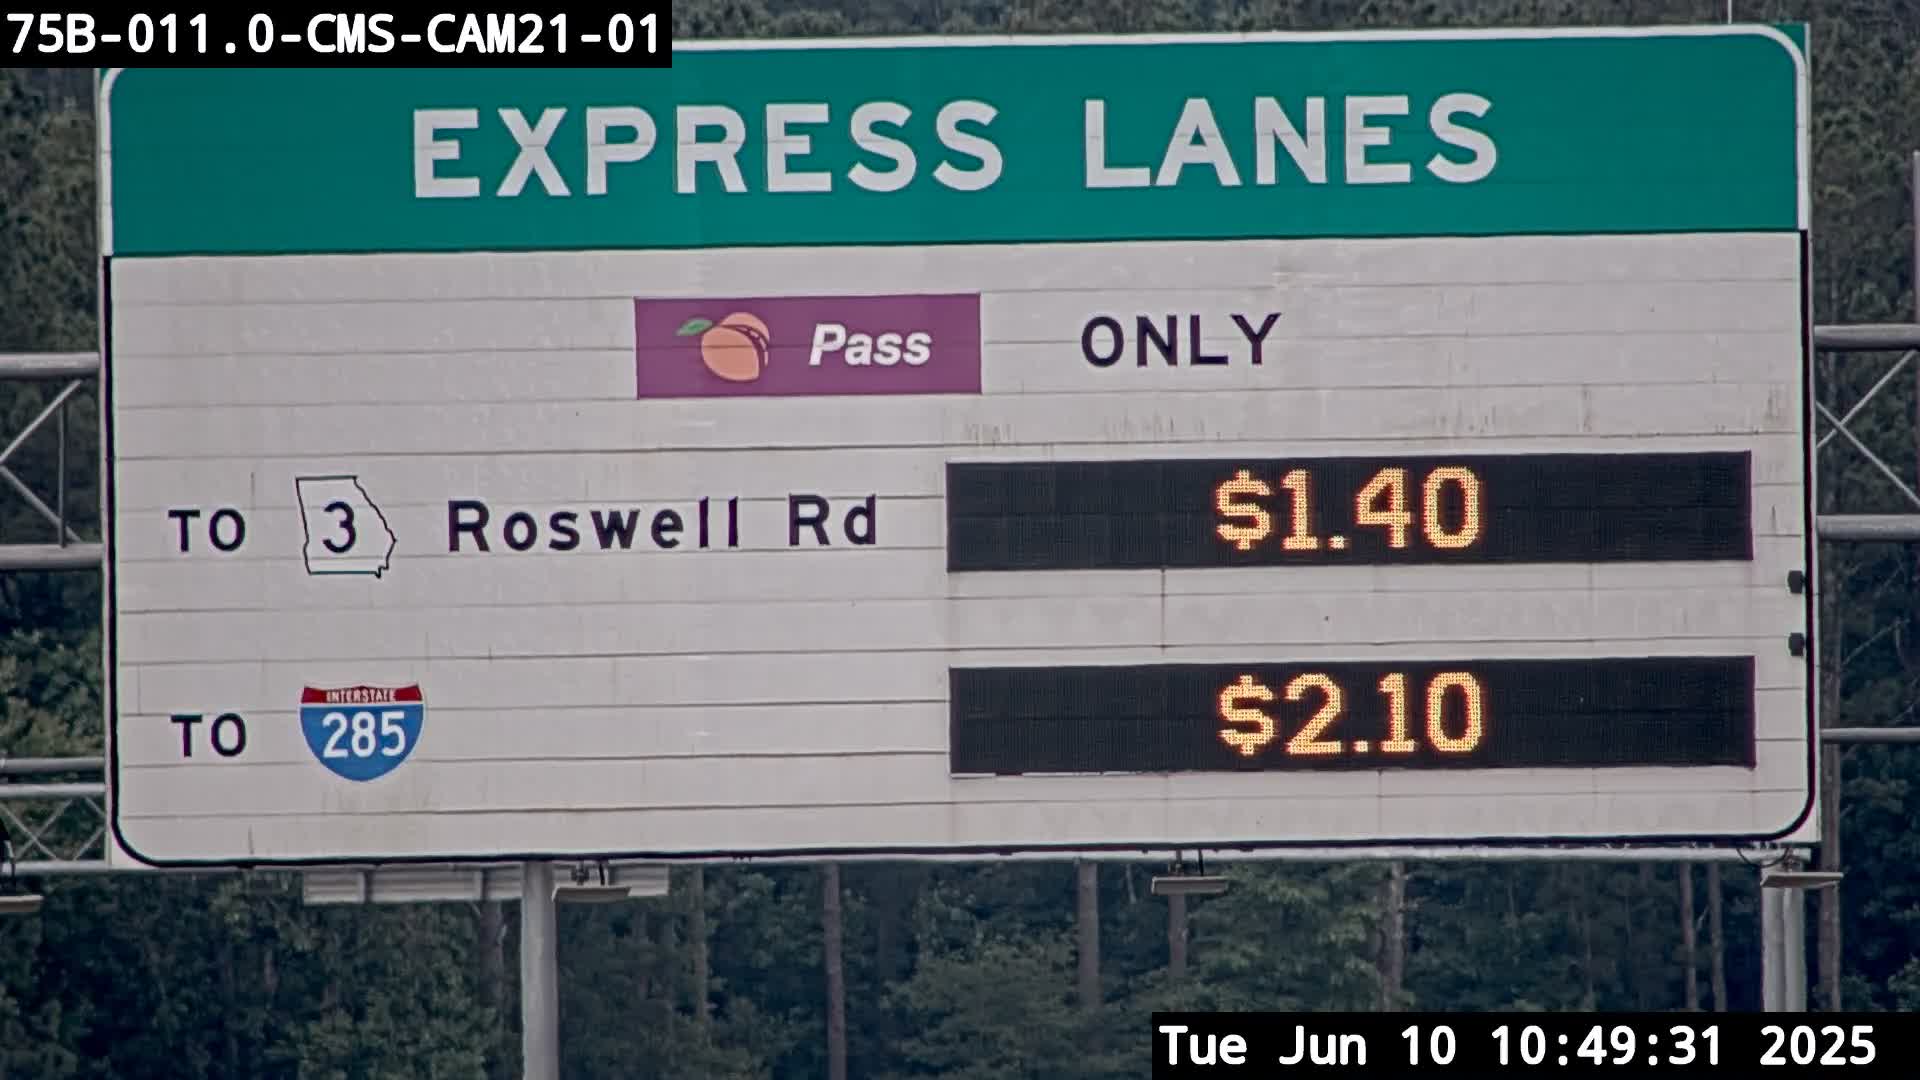 75B-011.0-CMS-CAM21-01
EXPRESS LANES
Pass ONLY
TO 3 Roswell Rd $1.40
TO INTERSTATE 285 $2.10
Tue Jun 10 10:49:31 2025